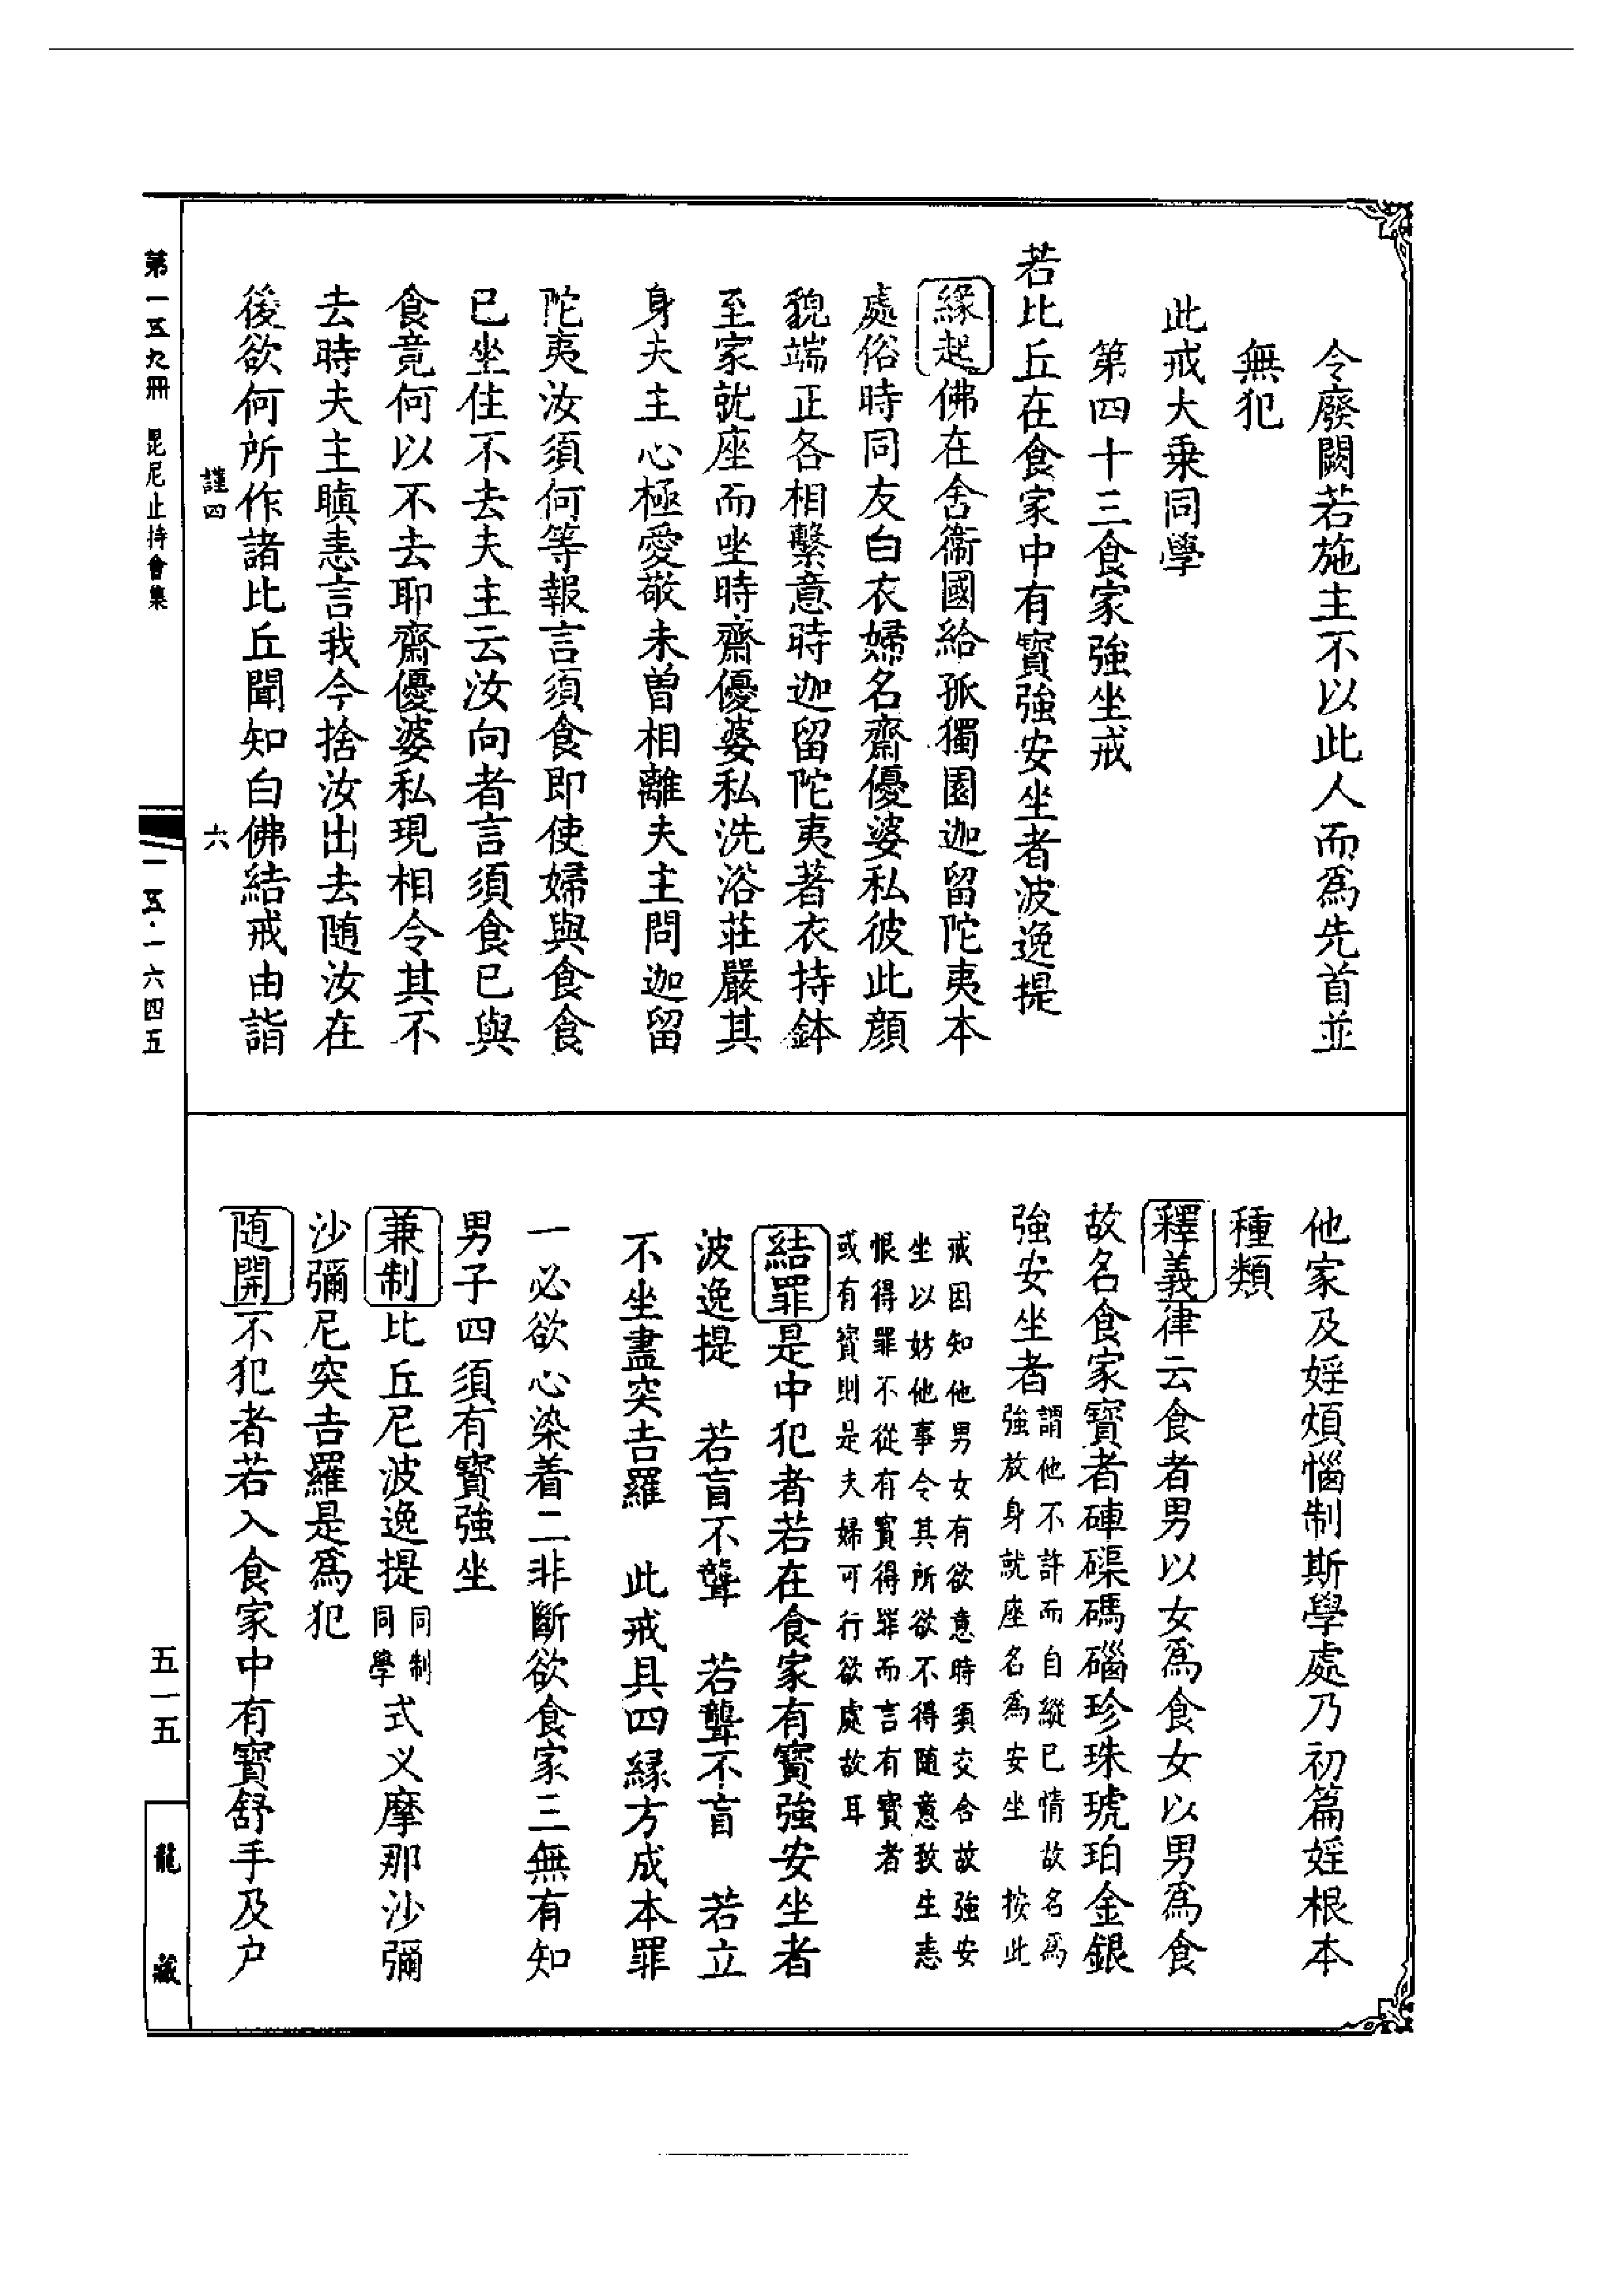 令廢闕若施主不以此人而爲先首並
無犯
此戒大乗同學
第四十三食家強坐戒
若比丘在食家中有寳強安坐者波逸提
緣起佛在舍衞國給孤獨園迦留陀夷本
處俗時同友白衣婦名齋優婆私彼此顔
貌端正各相繫意時迦留陀夷著衣持鉢
至家就座而坐時齋優婆私洗浴莊嚴其
身夫主心極愛敬未曾相離夫主問迦留
陀夷汝須何等報言須食即使婦與食食
已坐住不去夫主云汝向者言須食已與
食竟何以不去耶齋優婆私現相令其不
去時夫主瞋恚言我今捨汝出去隨汝在
後欲何所作諸比丘聞知白佛結戒由詣
謹四
六
他家及婬煩惱制斯學處乃初篇婬根本
種類
釋義律云食者男以女爲食女以男爲食
故名食家寳者硨磲碼碯珍珠琥珀金銀
強安坐者謂他不許而自縱已情故名爲
強放身就座名爲安坐 按此
戒因知他男女有欲意時須交合故強安
坐以妨他事令其所欲不得隨意致生恚
恨得罪不從有寳得罪而言有寳者
或有寳則是夫婦可行欲處故耳
結罪是中犯者若在食家有寳強安坐者
波逸提 若盲不聾 若聾不盲 若立
不坐盡突吉羅 此戒具四緣方成本罪
一必欲心染着二非斷欲食家三無有知
男子四須有寳強坐
兼制比丘尼波逸提同制
同學式义摩那沙彌
沙彌尼突吉羅是爲犯
隨開不犯者若入食家中有寳舒手及户
第一五九冊 毘尼止持會集
一五·一六四五
五一五
龍藏